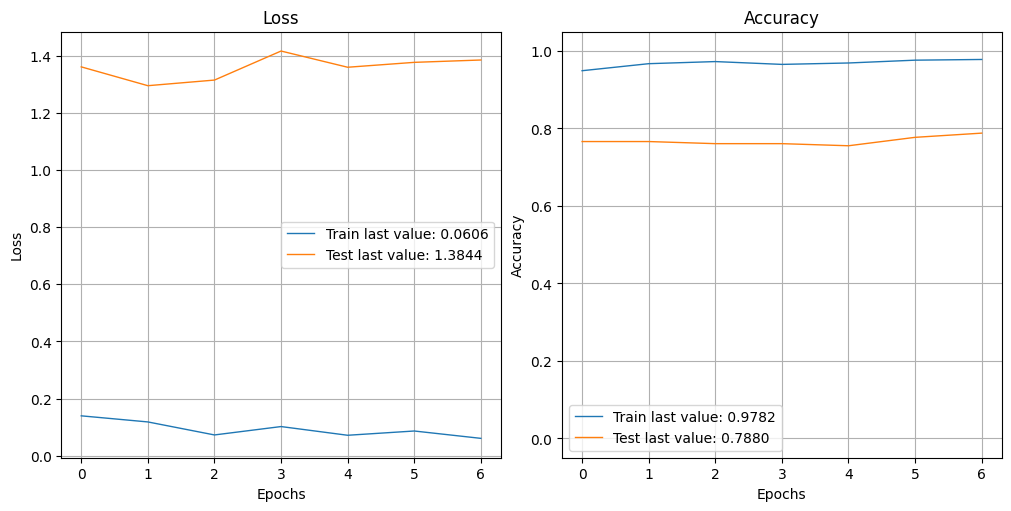 Loss
1.4
1.2
1.0
0.8
0.6
0.4
0.2
0.0
Loss
Train last value: 0.0606
Test last value: 1.3844
0 1 2 3 4 5 6
Epochs
Accuracy
1.0
0.8
0.6
0.4
0.2
0.0
Accuracy
Train last value: 0.9782
Test last value: 0.7880
0 1 2 3 4 5 6
Epochs